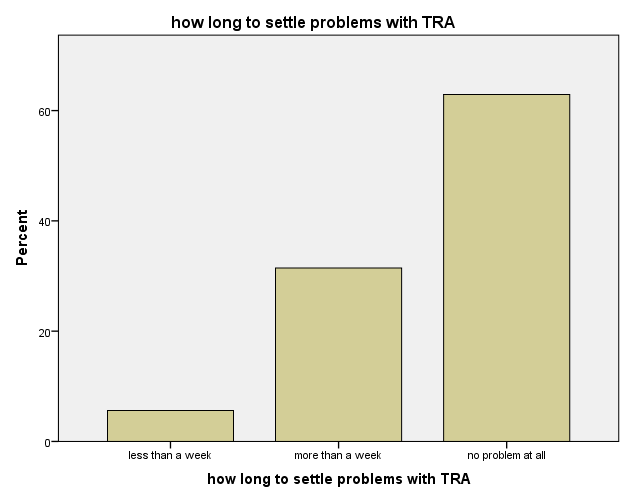 how long to settle problems with TRA
Percent
60
40
20
0
less than a week
more than a week
no problem at all
how long to settle problems with TRA